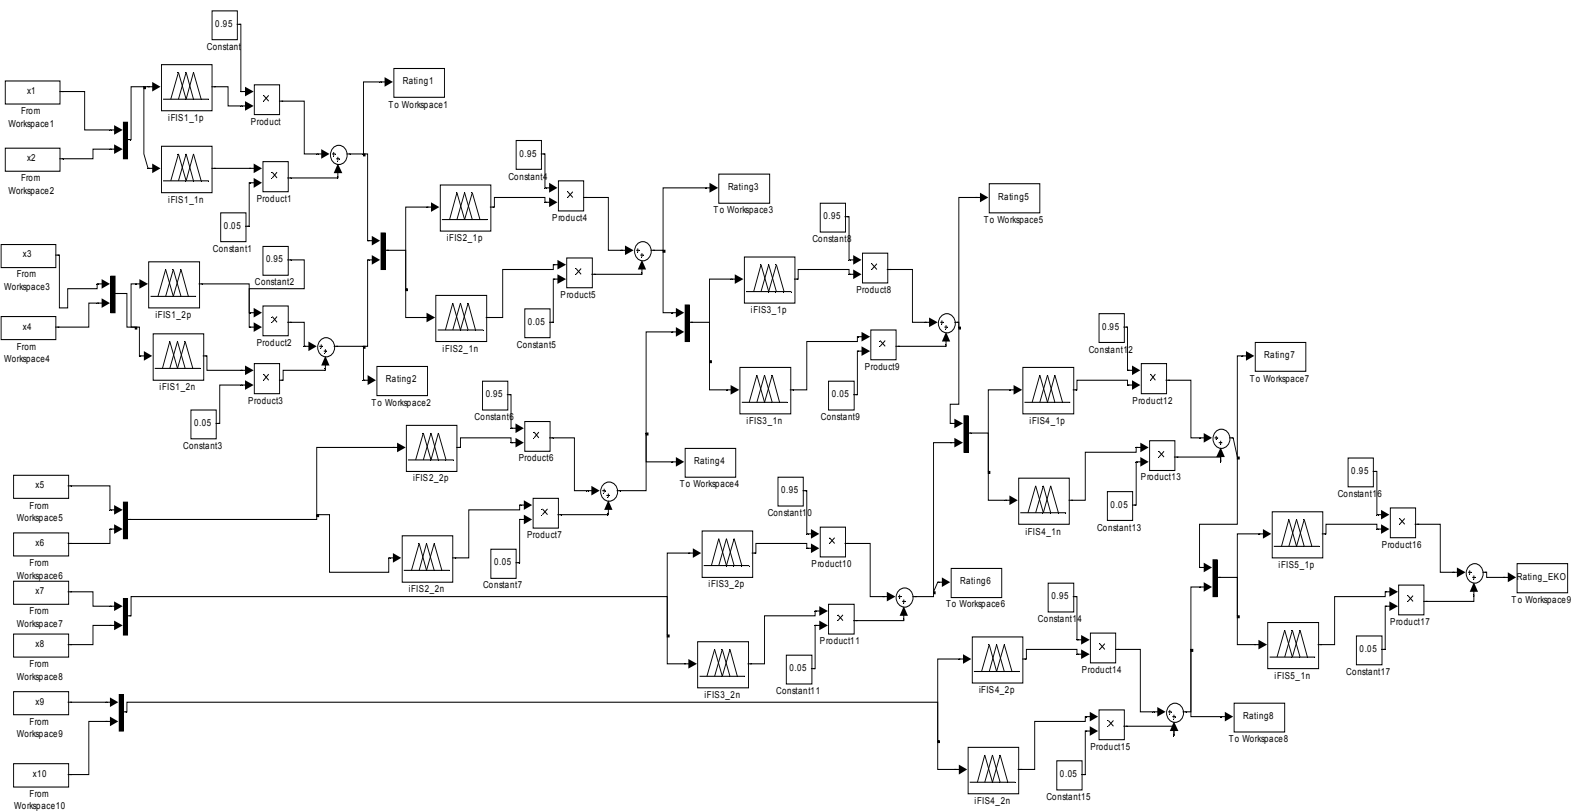 0.95
Constant
x1
From
Workspace1
iFIS1_1p
×
Product
Rating1
To Workspace1
x2
From
Workspace2
iFIS1_1n
×
Product1
0.05
Constant1
x3
From
Workspace3
0.95
Constant2
iFIS1_2p
×
Product2
x4
From
Workspace4
iFIS1_2n
×
Product3
0.05
Constant3
Rating2
To Workspace2
0.95
Constant4
iFIS2_1p
×
Product4
Rating3
To Workspace3
iFIS2_1n
×
Product5
0.05
Constant5
x5
From
Workspace5
x6
From
Workspace6
0.95
Constant6
iFIS2_2p
×
Product6
Rating4
To Workspace4
iFIS2_2n
×
Product7
0.05
Constant7
0.95
Constant8
iFIS3_1p
×
Product8
Rating5
To Workspace5
iFIS3_1n
×
Product9
0.05
Constant9
x7
From
Workspace7
x8
From
Workspace8
0.95
Constant10
iFIS3_2p
×
Product10
Rating6
To Workspace6
iFIS3_2n
×
Product11
0.05
Constant11
0.95
Constant12
iFIS4_1p
×
Product12
Rating7
To Workspace7
iFIS4_1n
×
Product13
0.05
Constant13
x9
From
Workspace9
x10
From
Workspace10
0.95
Constant14
iFIS4_2p
×
Product14
iFIS4_2n
×
Product15
0.05
Constant15
Rating8
To Workspace8
0.95
Constant16
iFIS5_1p
×
Product16
iFIS5_1n
×
Product17
0.05
Constant17
Rating_EKO
To Workspace9